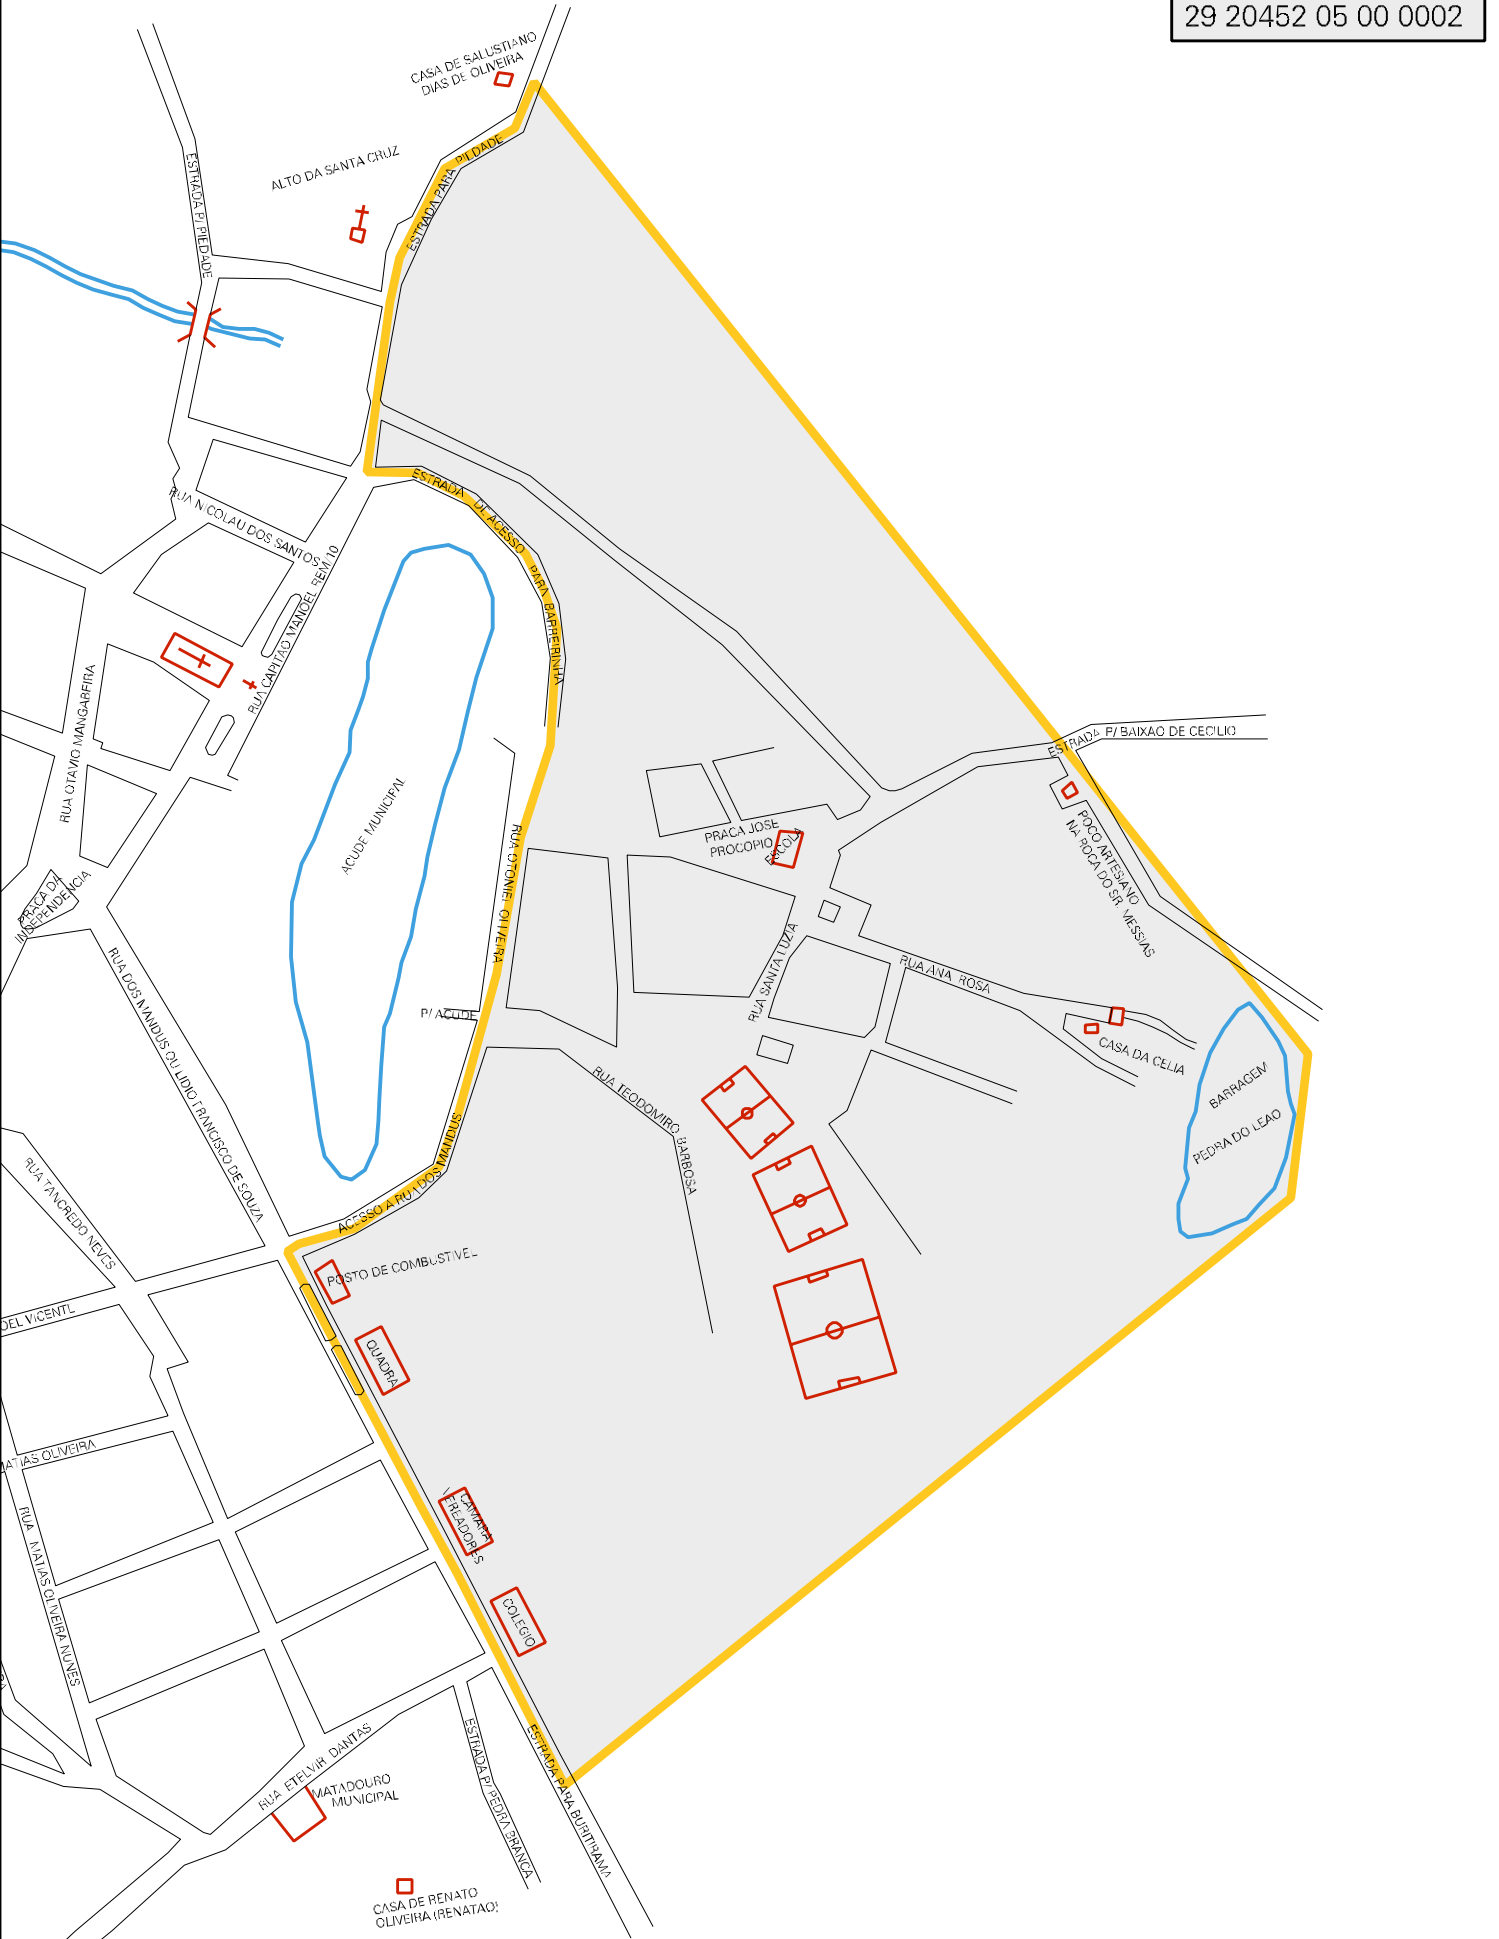 29 20452 05 00 0002
CASA DE SALUSTIANO
DIAS DE OLIVEIRA
ALTO DA SANTA CRUZ
ESTRADA PARA PIEDADE
ESTRADA P/ PIEDADE
ESTRADA DE ACESSO PARA BARREIRINHA
RUA NICOLAU DOS SANTOS
RUA CAPITAO MANOEL REM/10
RUA OTAVIO MANGABEIRA
ACUDE MUNICIPAL
ESTRADA P/ BAIXAO DE CECILIO
POCO ARTESIANO
NA ROCA DO SR. MESSIAS
PRACA JOSE
PROCOPIO
ESCOLA
RUA OTONIEL OLIVEIRA
PRACA DA
INDEPENDENCIA
RUA SANTA LUZIA
RUA ANA ROSA
RUA DOS MANDUS OU LIDIO FRANCISCO DE SOUZA
P/ ACUDE
CASA DA CELIA
BARRAGEM
PEDRA DO LEAO
RUA TEODOMIRO BARBOSA
ACESSO A RUA DOS MANDUS
RUA TANCREDO NEVES
POSTO DE COMBUSTIVEL
OEL VICENTE
QUADRA
MATIAS OLIVEIRA
CAMARA
VEREADORES
RUA MATIAS OLIVEIRA NUNES
COLEGIO
RUA ETELVIR DANTAS
MATADOURO
MUNICIPAL
ESTRADA P/ PEDRA BRANCA
ESTRADA PARA BURITIRAMA
CASA DE RENATO
OLIVEIRA (RENATAO)